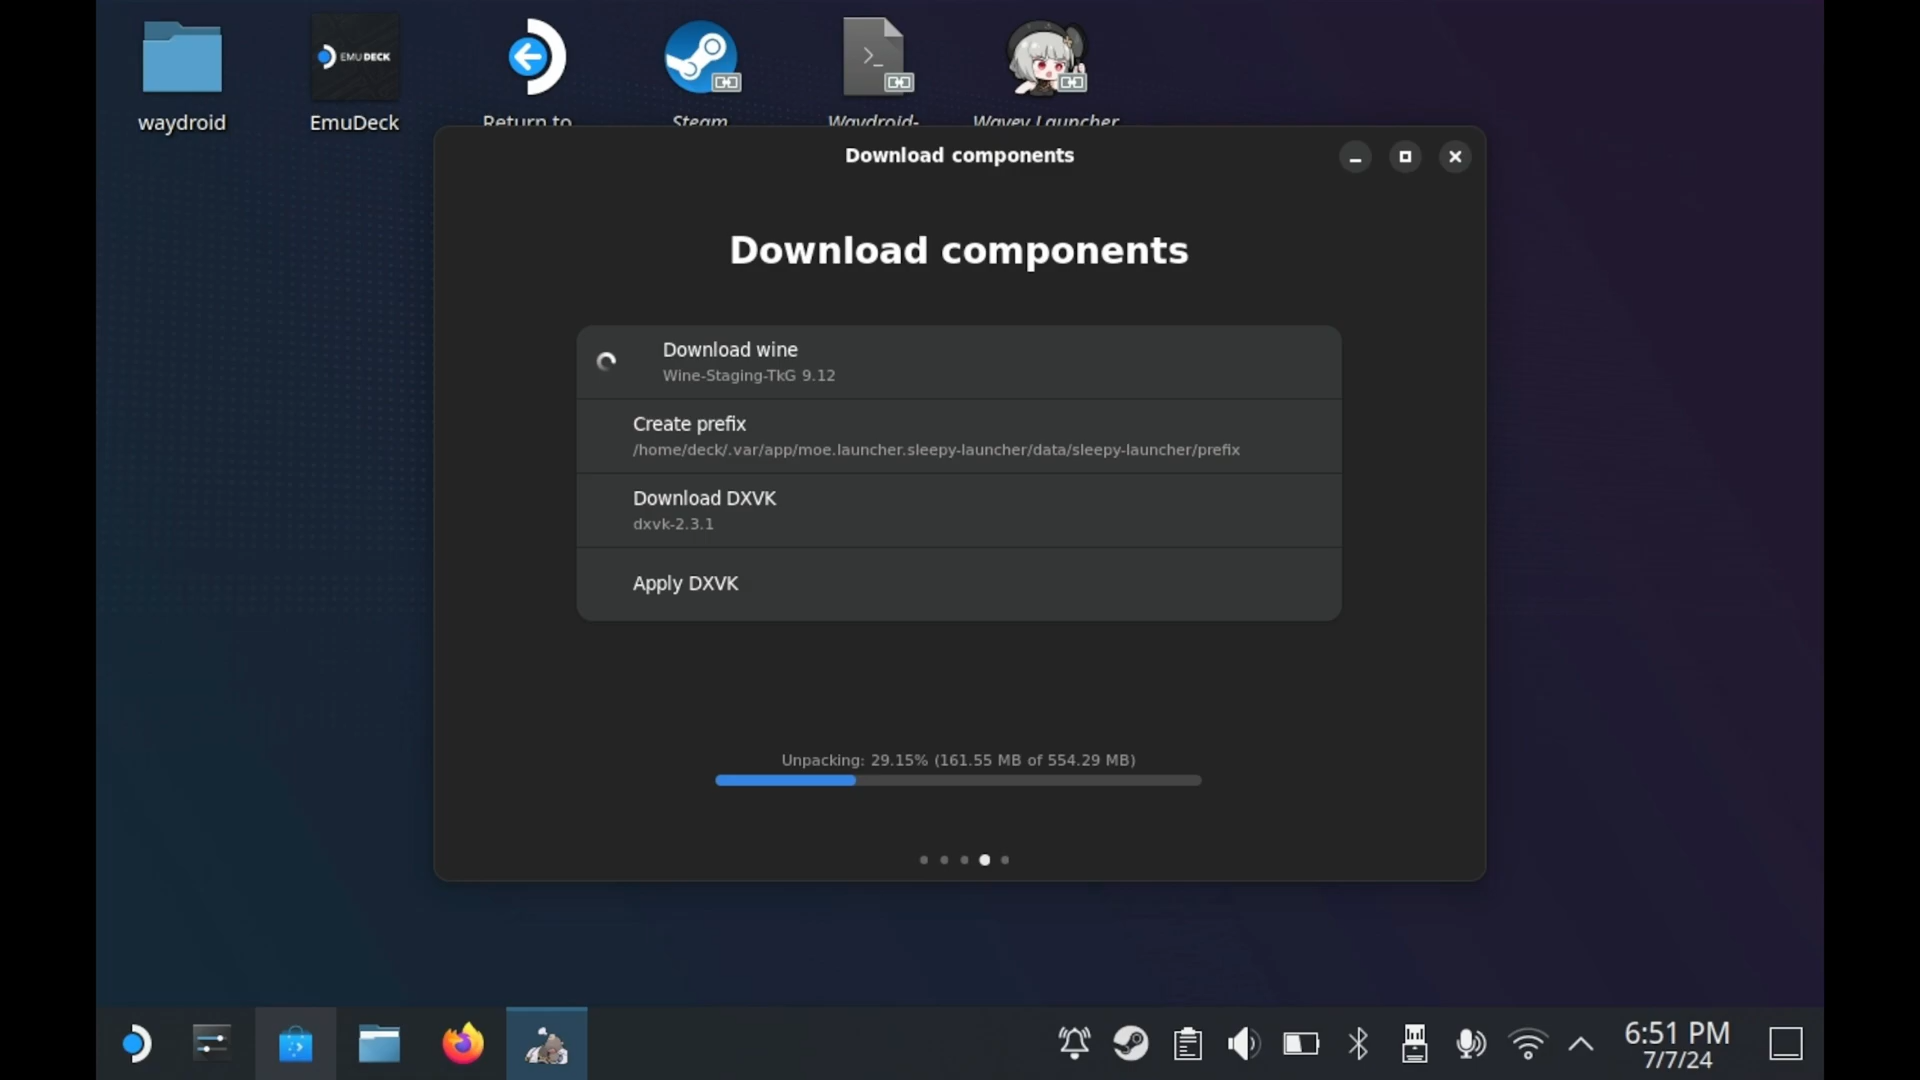 EMUDECK
waydroid
EmuDeck
Return to
Steam
Waydroid-
Wavey Launcher
Download components
Download components
Download wine
Wine-Staging-TkG 9.12
Create prefix
/home/deck/.var/app/moe.launcher.sleepy-launcher/data/sleepy-launcher/prefix
Download DXVK
dxvk-2.3.1
Apply DXVK
Unpacking: 29.15% (161.55 MB of 554.29 MB)
6:51 PM
7/7/24